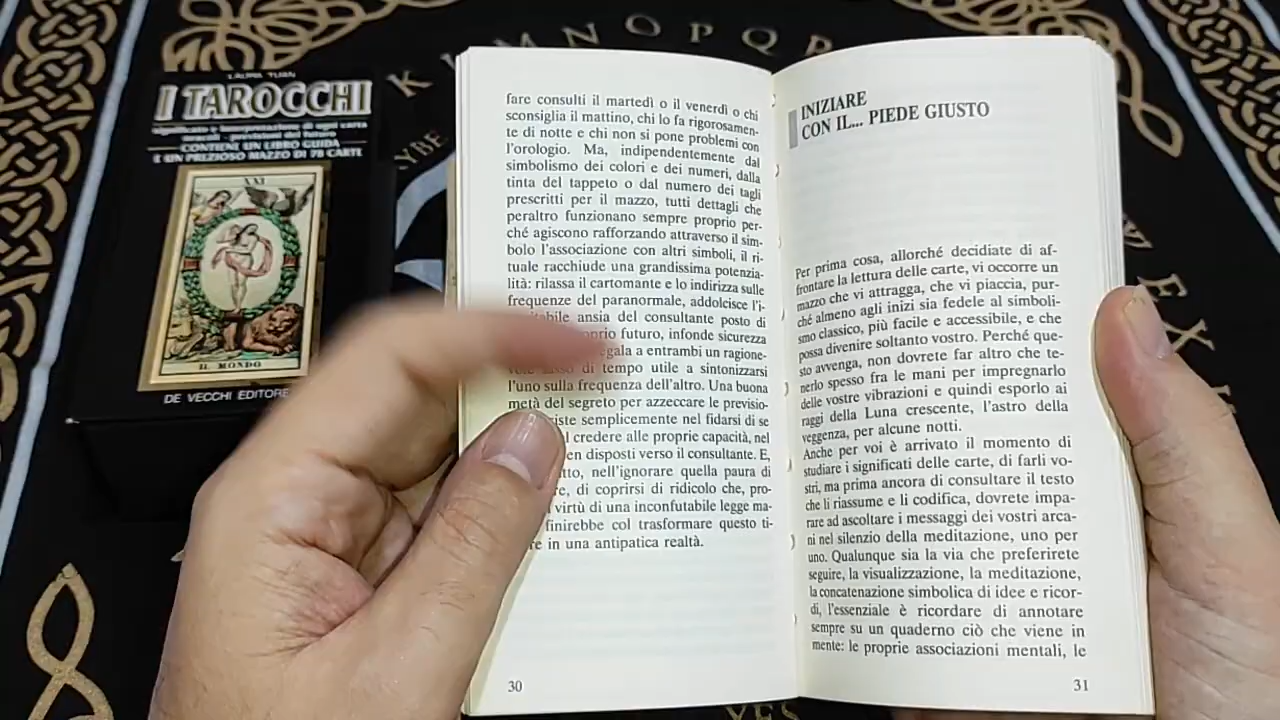 K L M N O P Q R
LAURA TUAN
I TAROCCHI
significato e interpretazione di ogni carta
oracoli - previsioni del futuro
CONTIENE UN LIBRO GUIDA
E UN PREZIOSO MAZZO DI 78 CARTE
XXI
IL MONDO
DE VECCHI EDITORE
YES
fare consulti il martedì o il venerdì o chi
sconsiglia il mattino, chi lo fa rigorosamen-
te di notte e chi non si pone problemi con
l'orologio. Ma, indipendentemente dal
simbolismo dei colori e dei numeri, dalla
tinta del tappeto o dal numero dei tagli
prescritti per il mazzo, tutti dettagli che
peraltro funzionano sempre proprio per-
ché agiscono rafforzando attraverso il sim-
bolo l'associazione con altri simboli, il ri-
tuale racchiude una grandissima potenzia-
lità: rilassa il cartomante e lo indirizza sulle
frequenze del paranormale, addolcisce l'i-
ansia del consultante posto di
futuro, infonde sicurezza
regala a entrambi un ragione-
di tempo utile a sintonizzarsi
l'uno sulla frequenza dell'altro. Una buona
metà del segreto per azzeccare le previsio-
semplicemente nel fidarsi di se
credere alle proprie capacità, nel
disposti verso il consultante. E,
nell'ignorare quella paura di
di coprirsi di ridicolo che, pro-
virtù di una inconfutabile legge ma-
finirebbe col trasformare questo ti-
in una antipatica realtà.
30
INIZIARE
CON IL... PIEDE GIUSTO
Per prima cosa, allorché decidiate di af-
frontare la lettura delle carte, vi occorre un
mazzo che vi attragga, che vi piaccia, pur-
ché almeno agli inizi sia fedele al simboli-
smo classico, più facile e accessibile, e che
possa divenire soltanto vostro. Perché que-
sto avvenga, non dovrete far altro che te-
nerlo spesso fra le mani per impregnarlo
delle vostre vibrazioni e quindi esporlo ai
raggi della Luna crescente, l'astro della
veggenza, per alcune notti.
Anche per voi è arrivato il momento di
studiare i significati delle carte, di farli vo-
stri, ma prima ancora di consultare il testo
che li riassume e li codifica, dovrete impa-
rare ad ascoltare i messaggi dei vostri arca-
ni nel silenzio della meditazione, uno per
uno. Qualunque sia la via che preferirete
seguire, la visualizzazione, la meditazione,
la concatenazione simbolica di idee e ricor-
di, l'essenziale è ricordare di annotare
sempre su un quaderno ciò che viene in
mente: le proprie associazioni mentali, le
31